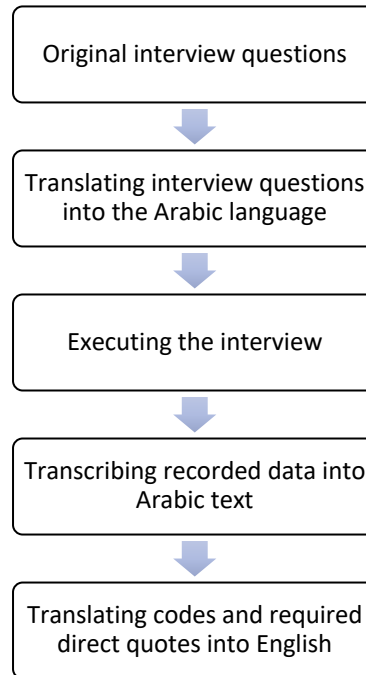 Original interview questions
Translating interview questions
into the Arabic language
Executing the interview
Transcribing recorded data into
Arabic text
Translating codes and required
direct quotes into English